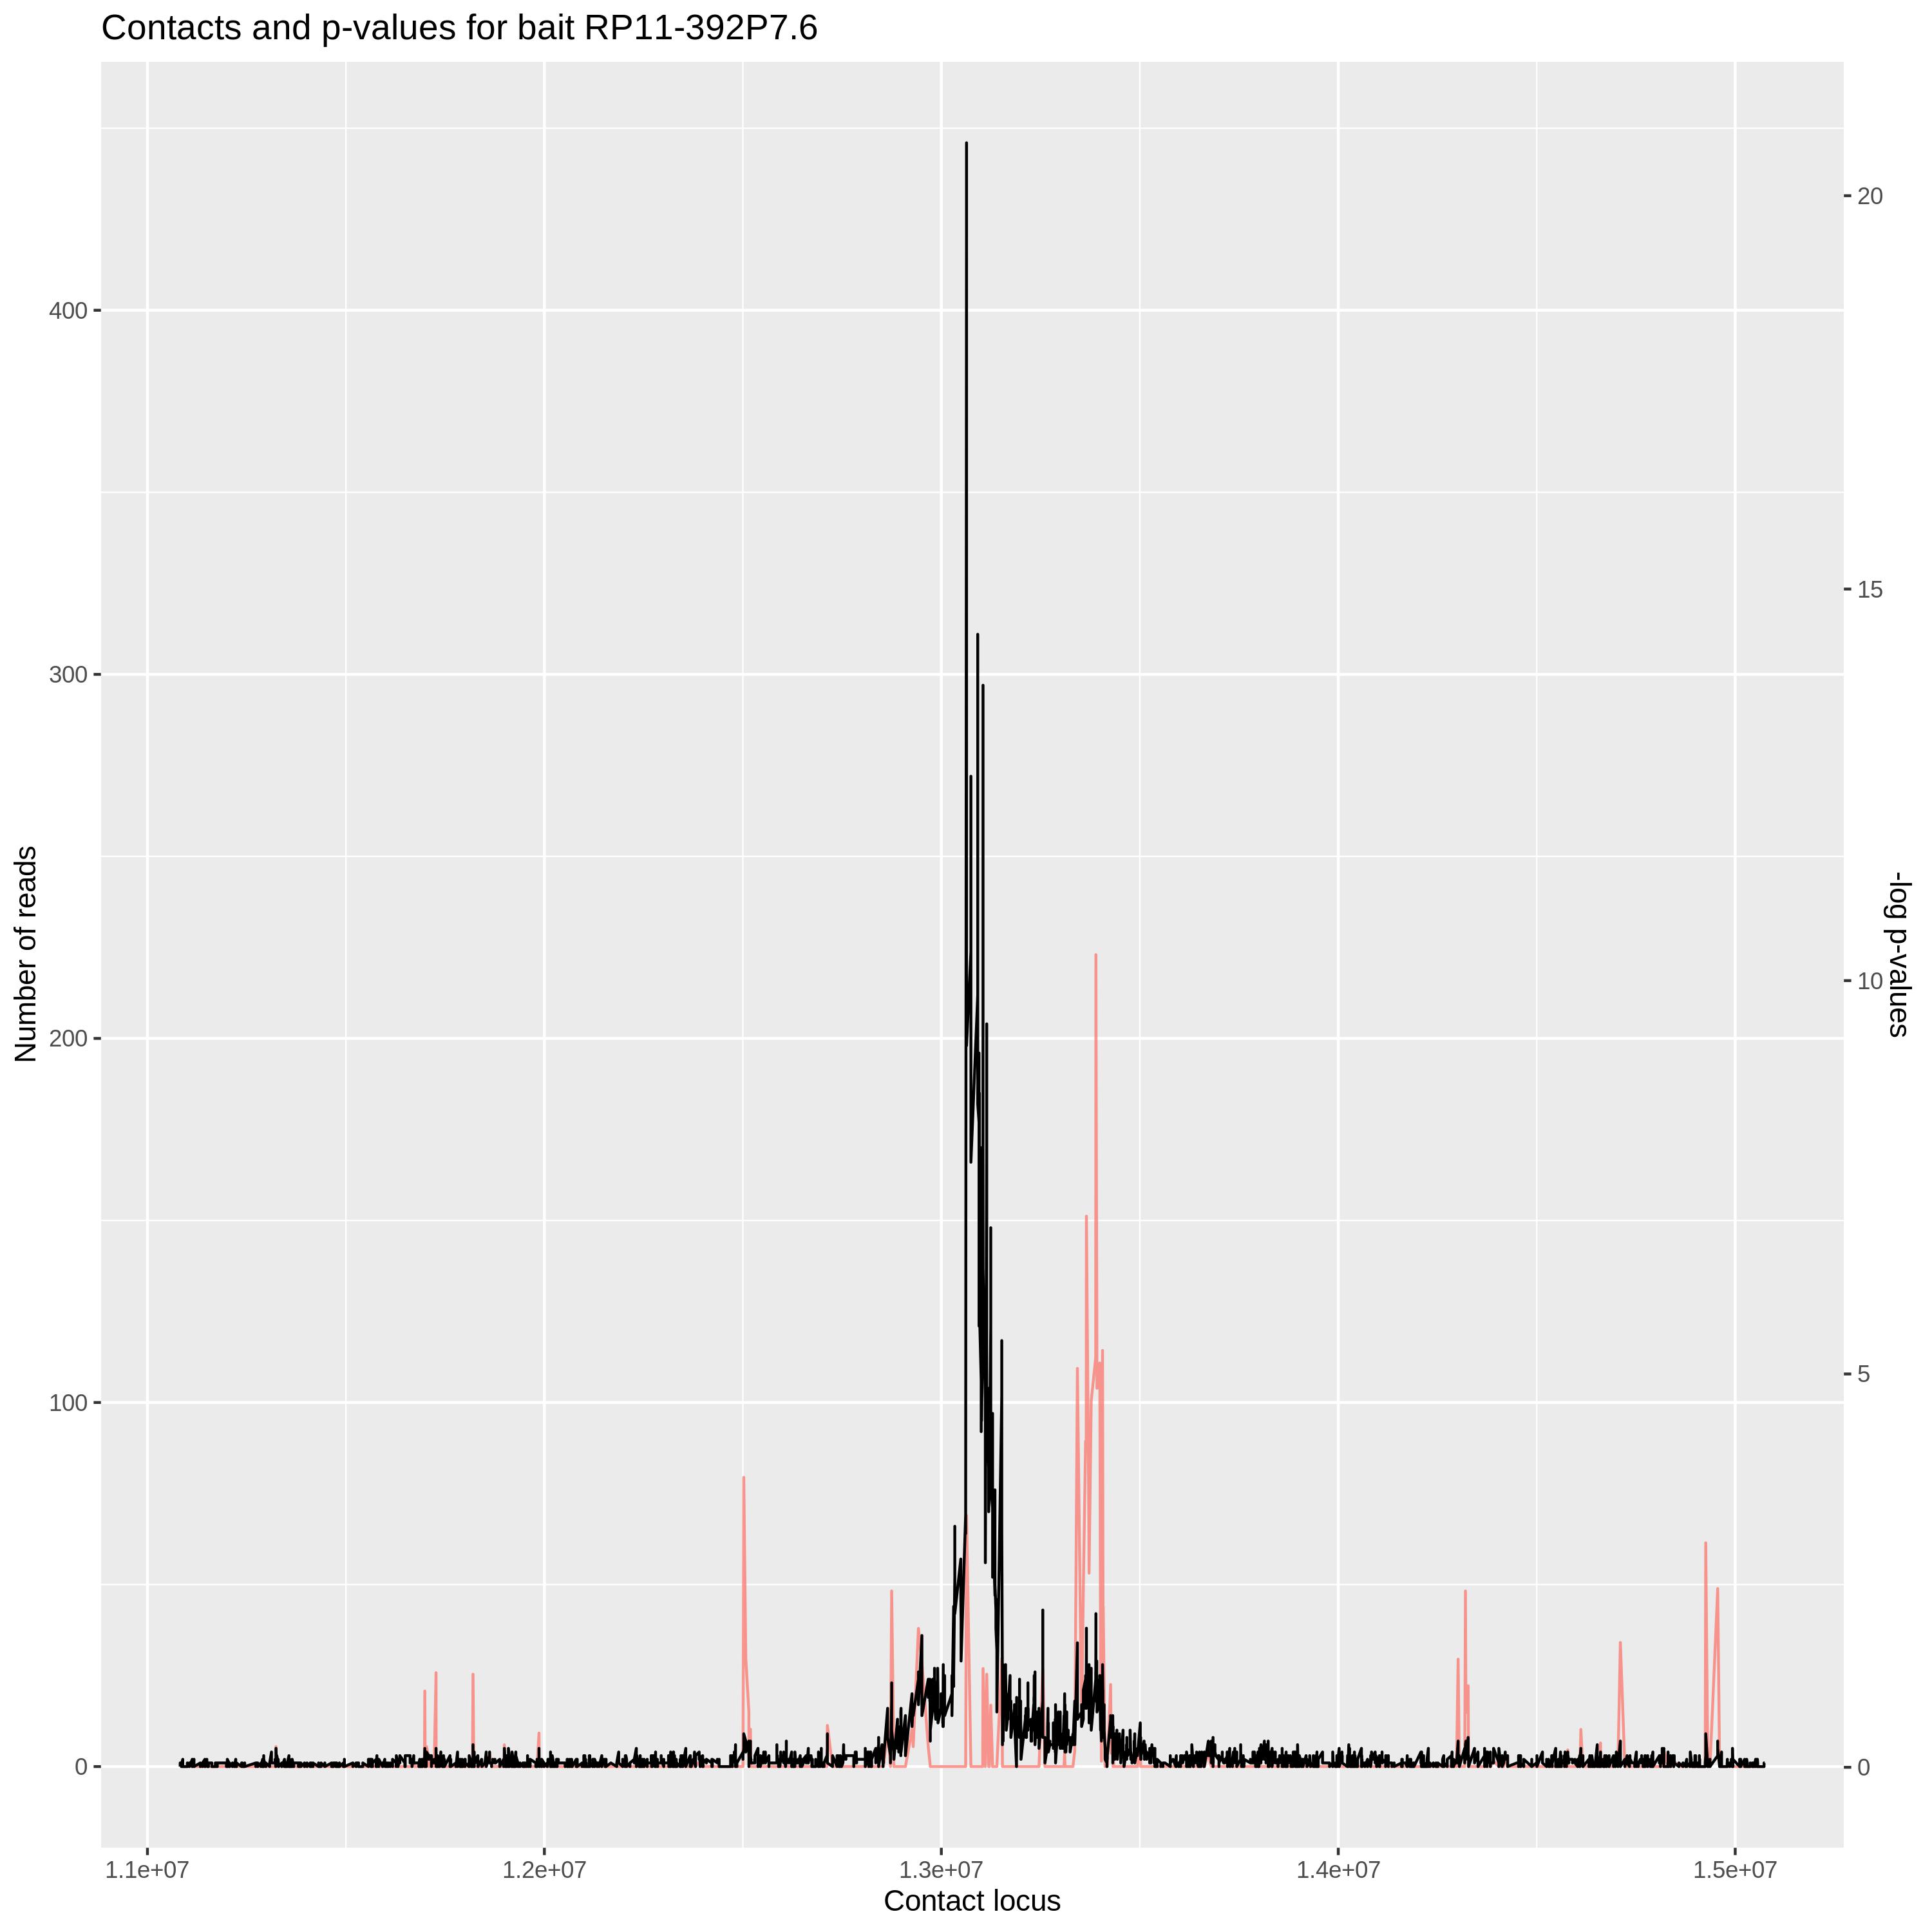 Contacts and p-values for bait RP11-392P7.6
400
300
200
100
0
Number of reads
20
15
10
5
0
-log p-values
1.1e+07
1.2e+07
1.3e+07
1.4e+07
1.5e+07
Contact locus